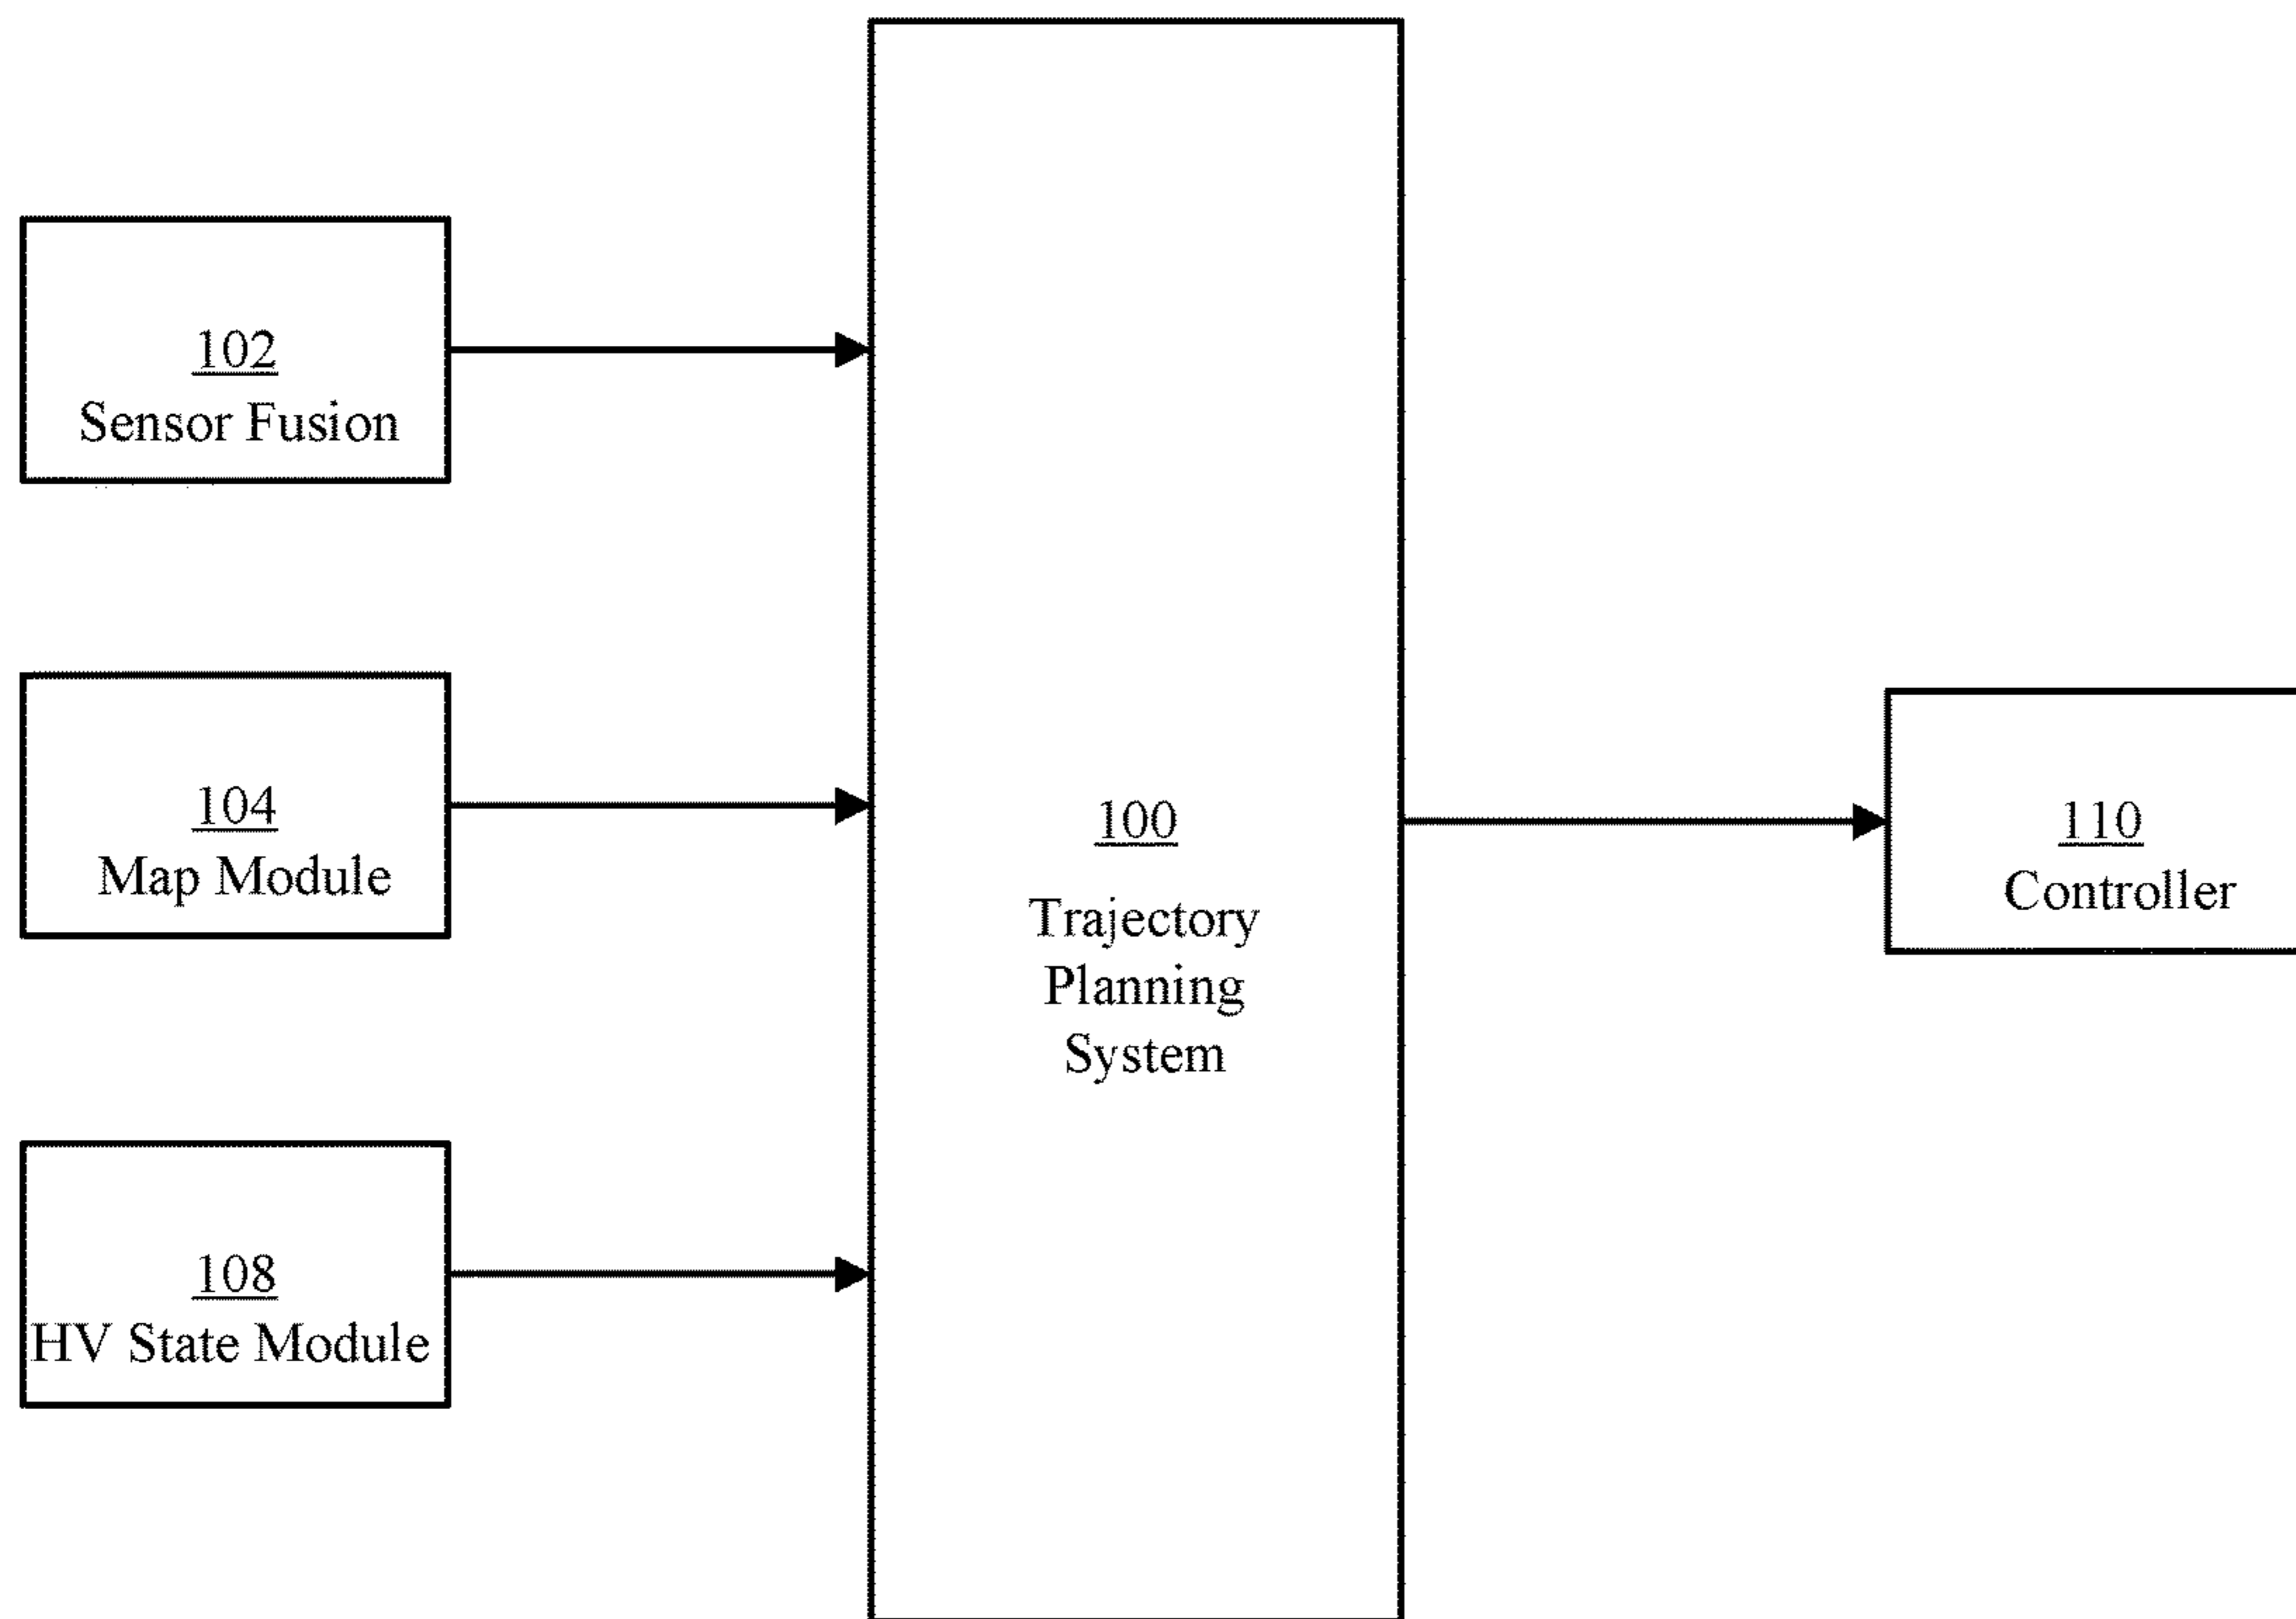 102
Sensor Fusion
104
Map Module
108
HV State Module
100
Trajectory
Planning
System
110
Controller